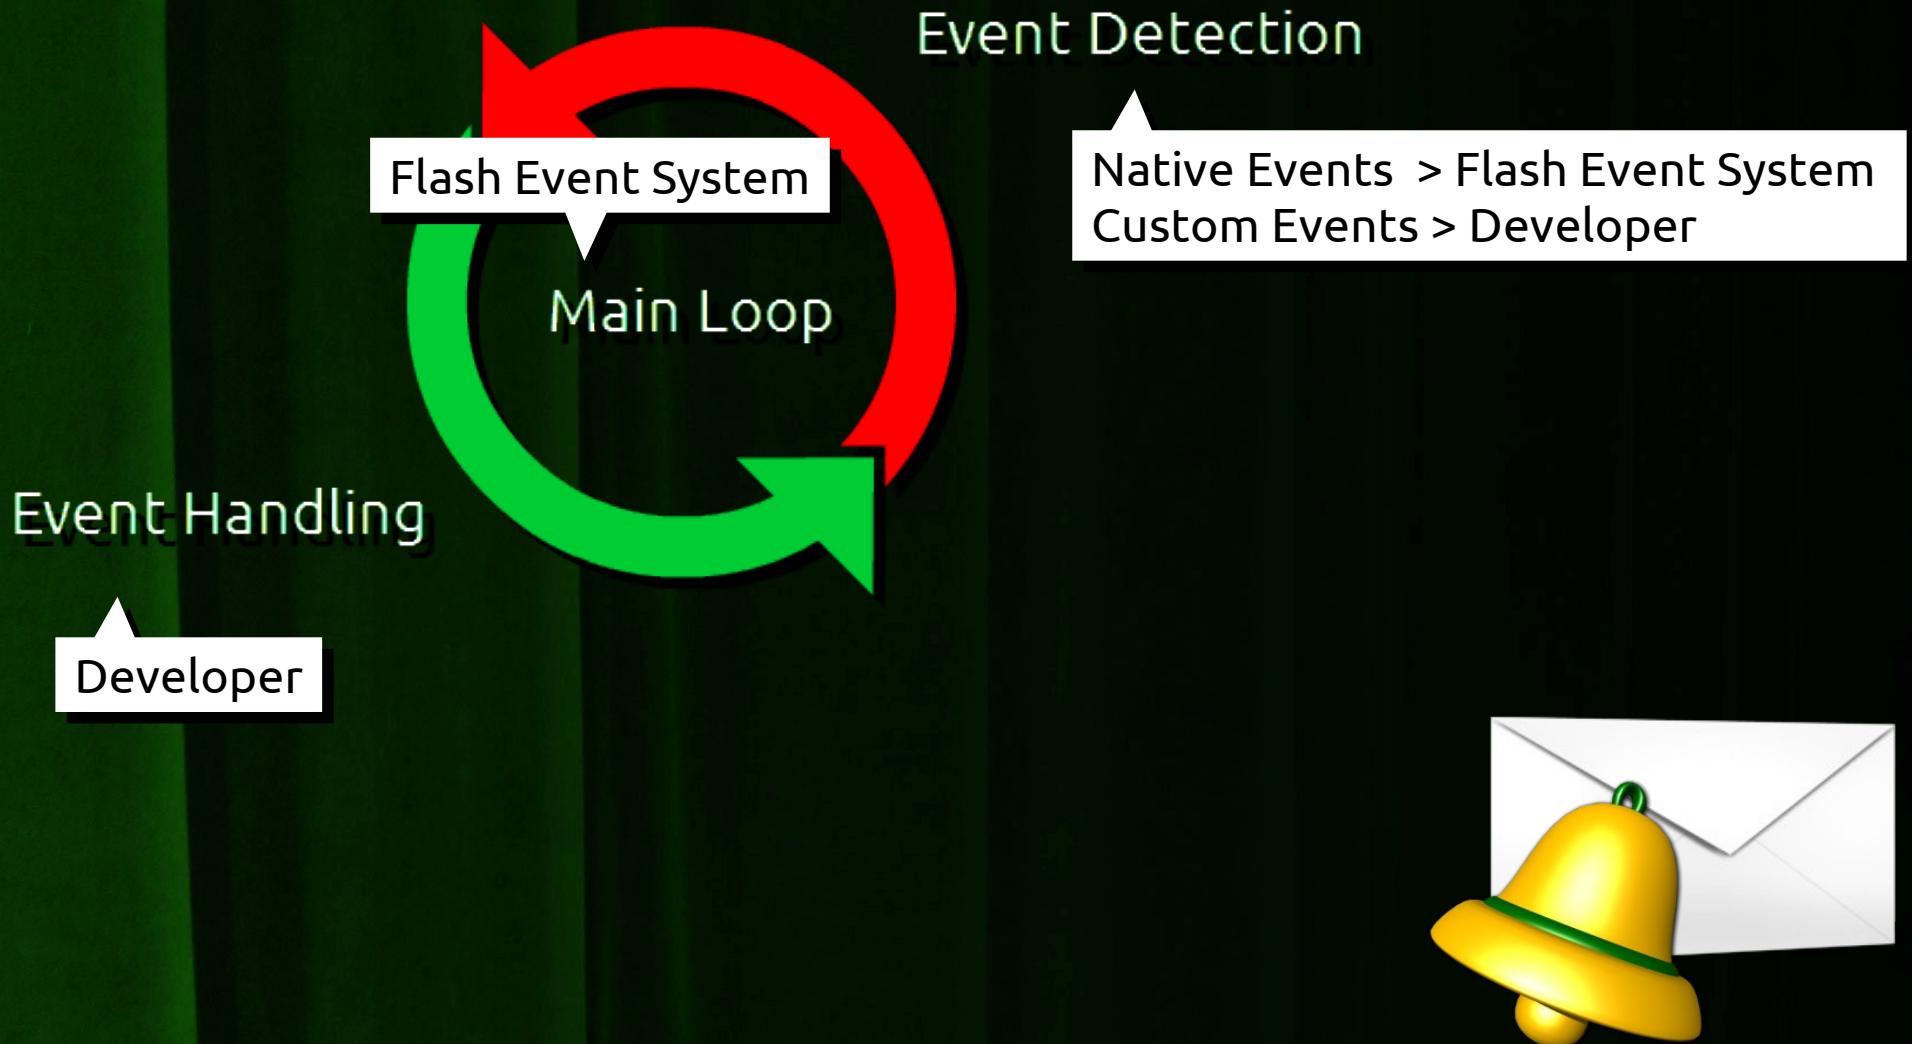 Event Detection
Flash Event System
Native Events > Flash Event System
Custom Events > Developer
Main Loop
Event Handling
Developer